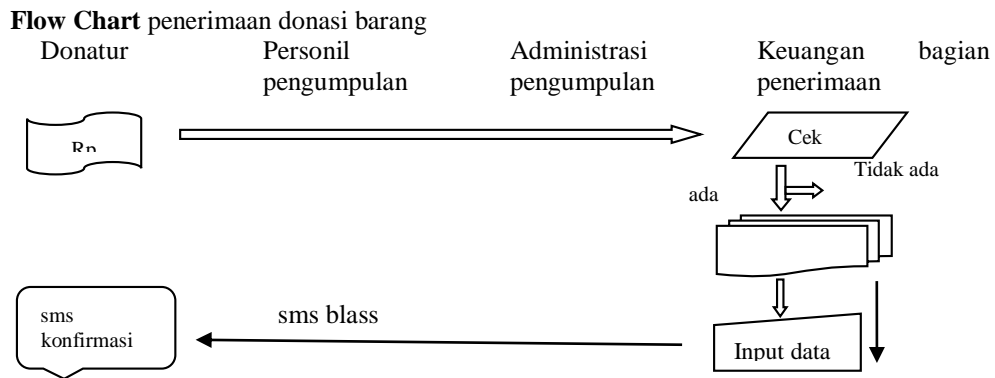 Flow Chart penerimaan donasi barang
Donatur Personil Administrasi Keuangan bagian
pengumpulan pengumpulan penerimaan
Rp
Cek
Tidak ada
ada
sms
konfirmasi
sms blass
Input data